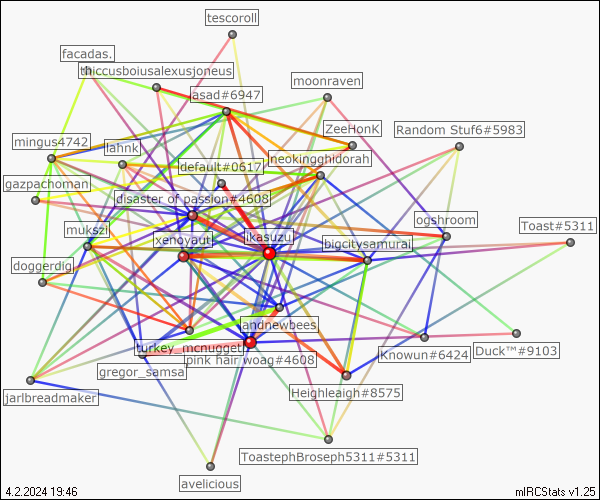 tescoroll
facadas.
thiccusboiusalexusjoneus
moonraven
asad#6947
ZeeHonK
Random Stuf6#5983
mingus4742
lahnk
neokingghidorah
default#0617
gazpachoman
disaster of passion#4608
ogshroom
Toast#5311
mukszi
xenoyaut
ikasuzu
bigcitysamurai
doggerdig
andnewbees
turkey_mcnugget
Knowun#6424
Duck™#9103
pink hair woag#4608
gregor_samsa
Heighleaigh#8575
jarlbreadmaker
ToastephBroseph5311#5311
avelicious
4.2.2024 19:46
mIRCStats v1.25